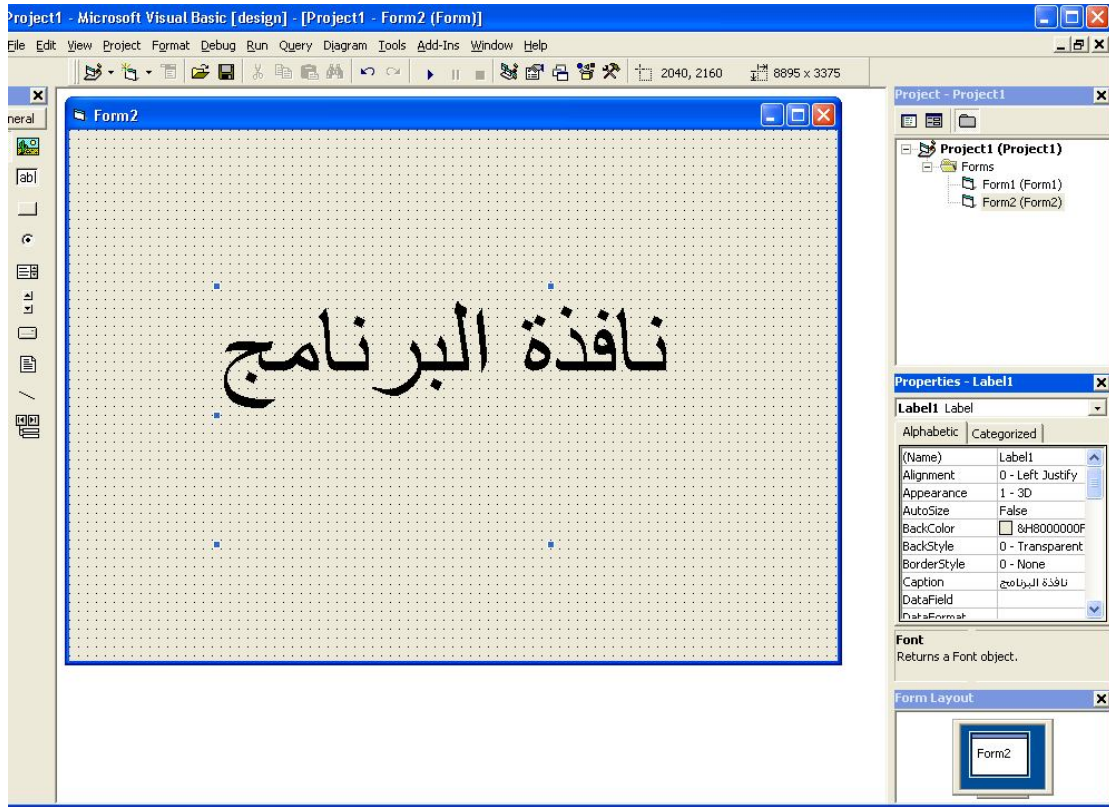 Project1 - Microsoft Visual Basic [design] - [Project1 - Form2 (Form)]
File Edit View Project Format Debug Run Query Diagram Tools Add-Ins Window Help
2040, 2160 8895 x 3375
neral
ab
Form2
نافذة البرنامج
Project - Project1
Project1 (Project1)
Forms
Form1 (Form1)
Form2 (Form2)
Properties - Label1
Label1 Label
Alphabetic Categorized
(Name) Label1
Alignment 0 - Left Justify
Appearance 1 - 3D
AutoSize False
BackColor &H8000000F
BackStyle 0 - Transparent
BorderStyle 0 - None
Caption نافذة البرنامج
DataField
DataFormat
Font
Returns a Font object.
Form Layout
Form2